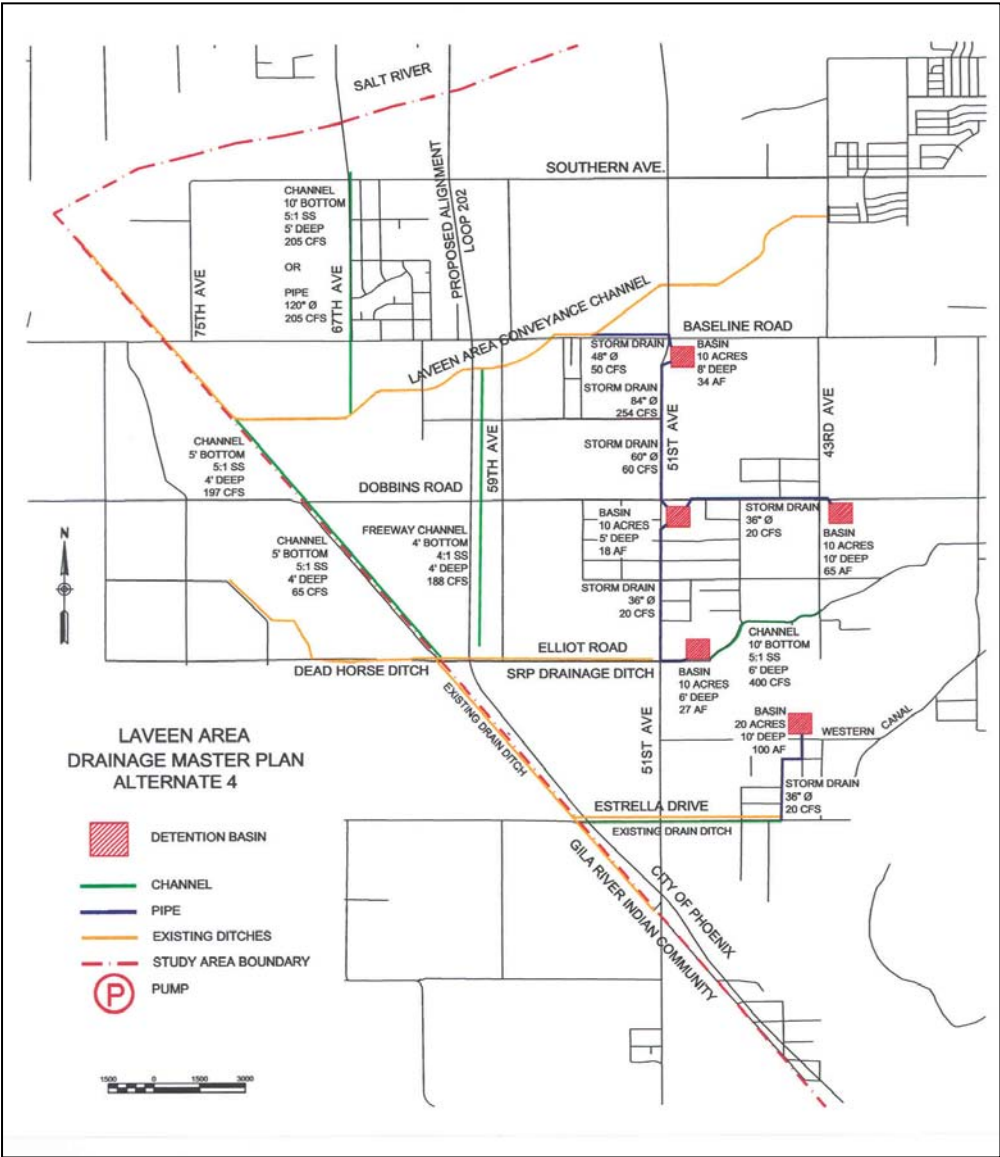 SALT RIVER
SOUTHERN AVE.
CHANNEL
10' BOTTOM
5:1 SS
5' DEEP
205 CFS
OR
PIPE
120" Ø
205 CFS
75TH AVE
67TH AVE
PROPOSED ALIGNMENT
LOOP 202
LAVEEN AREA CONVEYANCE CHANNEL
BASELINE ROAD
STORM DRAIN
48" Ø
50 CFS
BASIN
10 ACRES
8' DEEP
34 AF
STORM DRAIN
84" Ø
254 CFS
STORM DRAIN
60" Ø
60 CFS
51ST AVE
43RD AVE
59TH AVE
CHANNEL
5' BOTTOM
5:1 SS
4' DEEP
197 CFS
DOBBINS ROAD
CHANNEL
5' BOTTOM
5:1 SS
4' DEEP
65 CFS
FREEWAY CHANNEL
4' BOTTOM
4:1 SS
4' DEEP
188 CFS
BASIN
10 ACRES
5' DEEP
18 AF
STORM DRAIN
36" Ø
20 CFS
BASIN
10 ACRES
10' DEEP
65 AF
STORM DRAIN
36" Ø
20 CFS
N
ELLIOT ROAD
DEAD HORSE DITCH
SRP DRAINAGE DITCH
CHANNEL
10' BOTTOM
5:1 SS
6' DEEP
400 CFS
BASIN
10 ACRES
6' DEEP
27 AF
EXISTING DRAIN DITCH
51ST AVE
BASIN
20 ACRES
10' DEEP
100 AF
WESTERN CANAL
STORM DRAIN
36" Ø
20 CFS
ESTRELLA DRIVE
EXISTING DRAIN DITCH
CITY OF PHOENIX
GILA RIVER INDIAN COMMUNITY
LAVEEN AREA
DRAINAGE MASTER PLAN
ALTERNATE 4
DETENTION BASIN
CHANNEL
PIPE
EXISTING DITCHES
STUDY AREA BOUNDARY
P PUMP
1500 0 1500 3000